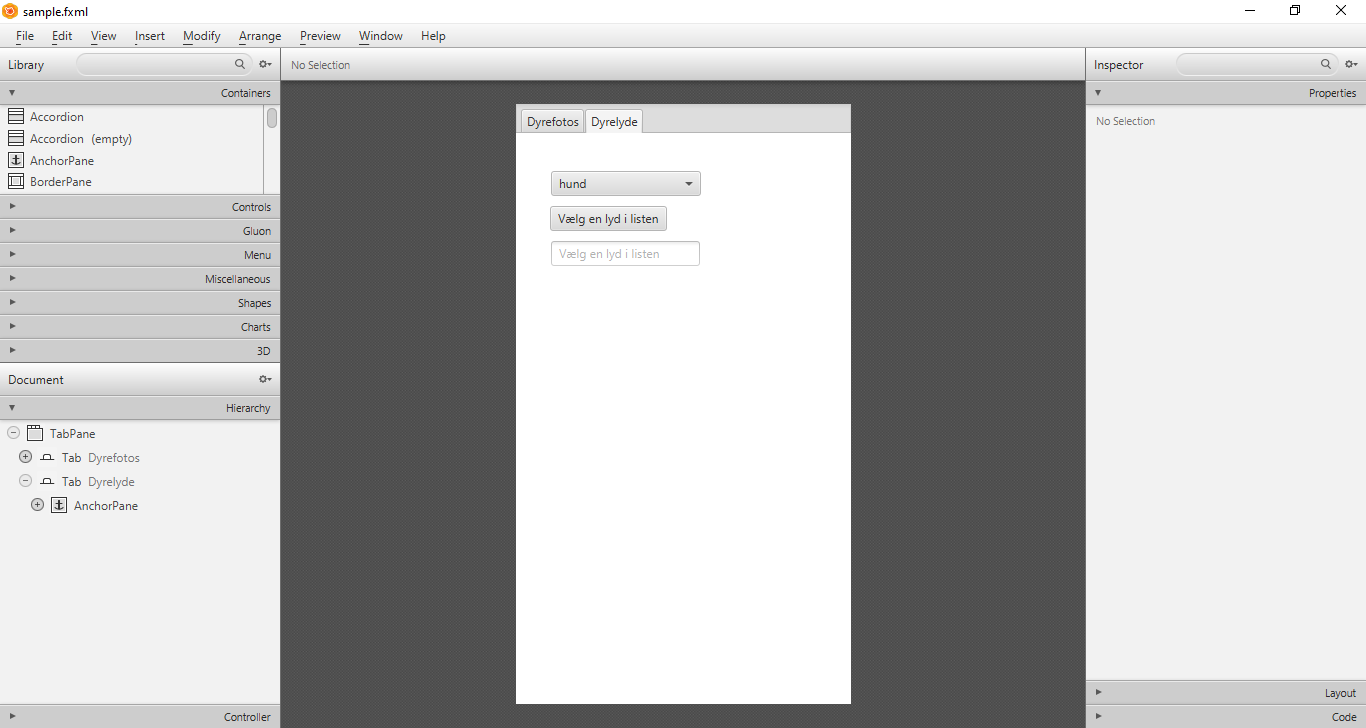 sample.fxml
File Edit View Insert Modify Arrange Preview Window Help
Library
No Selection
Inspector
Containers
Properties
Accordion
Accordion (empty)
AnchorPane
BorderPane
Controls
Gluon
Menu
Miscellaneous
Shapes
Charts
3D
Document
Hierarchy
TabPane
Tab Dyrefotos
Tab Dyrelyde
AnchorPane
Controller
Dyrefotos Dyrelyde
hund
Vælg en lyd i listen
Vælg en lyd i listen
No Selection
Layout
Code